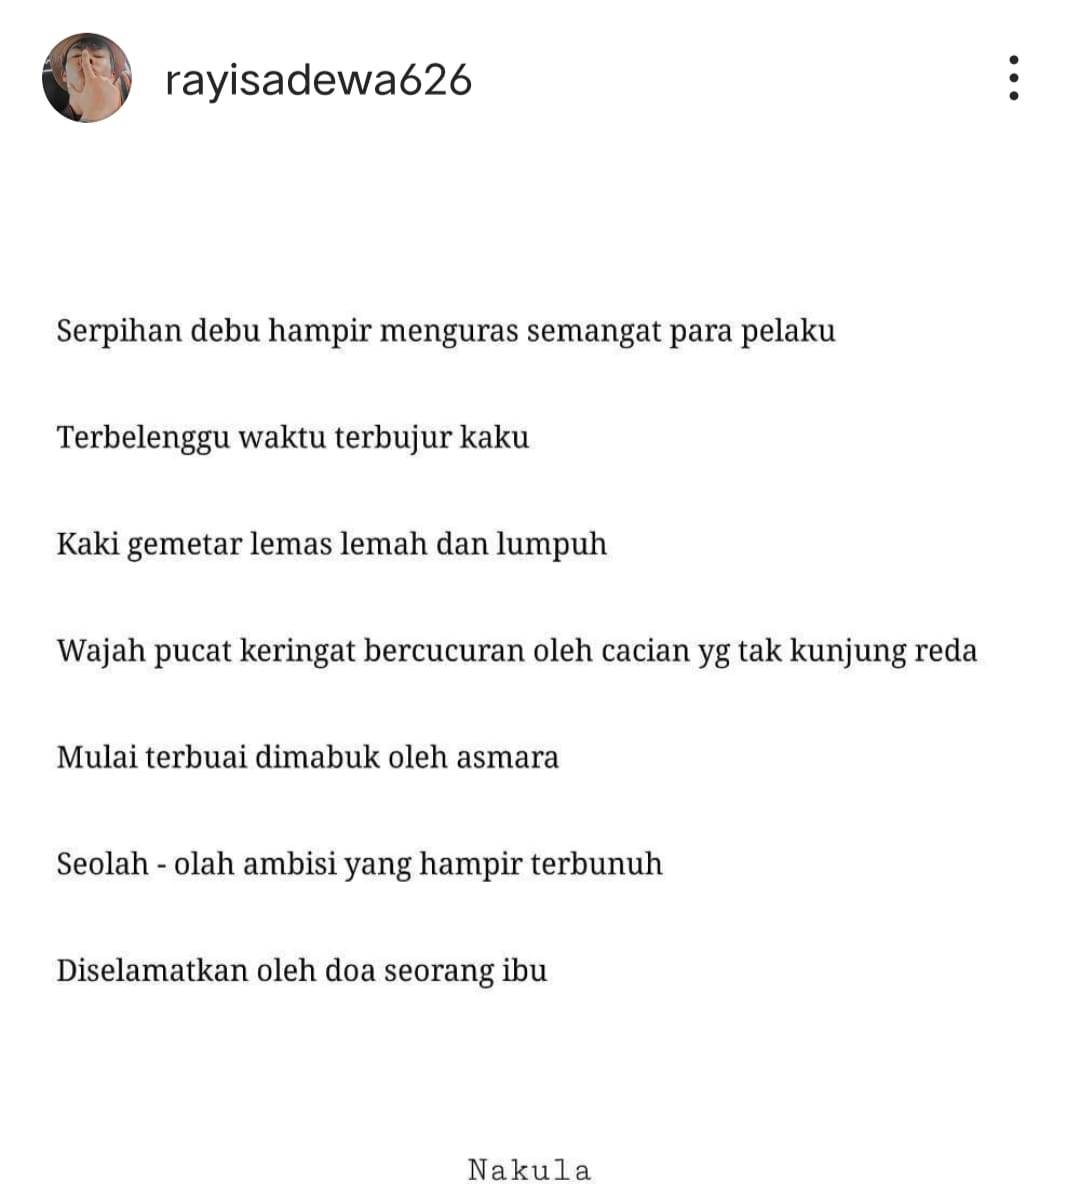 rayisadewa626
Serpihan debu hampir menguras semangat para pelaku
Terbelenggu waktu terbujur kaku
Kaki gemetar lemas lemah dan lumpuh
Wajah pucat keringat bercucuran oleh cacian yg tak kunjung reda
Mulai terbuai dimabuk oleh asmara
Seolah - olah ambisi yang hampir terbunuh
Diselamatkan oleh doa seorang ibu
Nakula